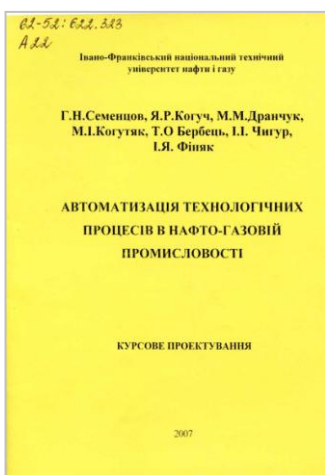 62-52:622.323
А22
Івано-Франківський національний технічний
університет нафти і газу
Г.Н.Семенцов, Я.Р.Когуч, М.М.Дранчук,
М.І.Когутяк, Т.О Бербець, І.І. Чигур,
І.Я. Фіняк
АВТОМАТИЗАЦІЯ ТЕХНОЛОГІЧНИХ
ПРОЦЕСІВ В НАФТО-ГАЗОВІЙ
ПРОМИСЛОВОСТІ
КУРСОВЕ ПРОЕКТУВАННЯ
2007